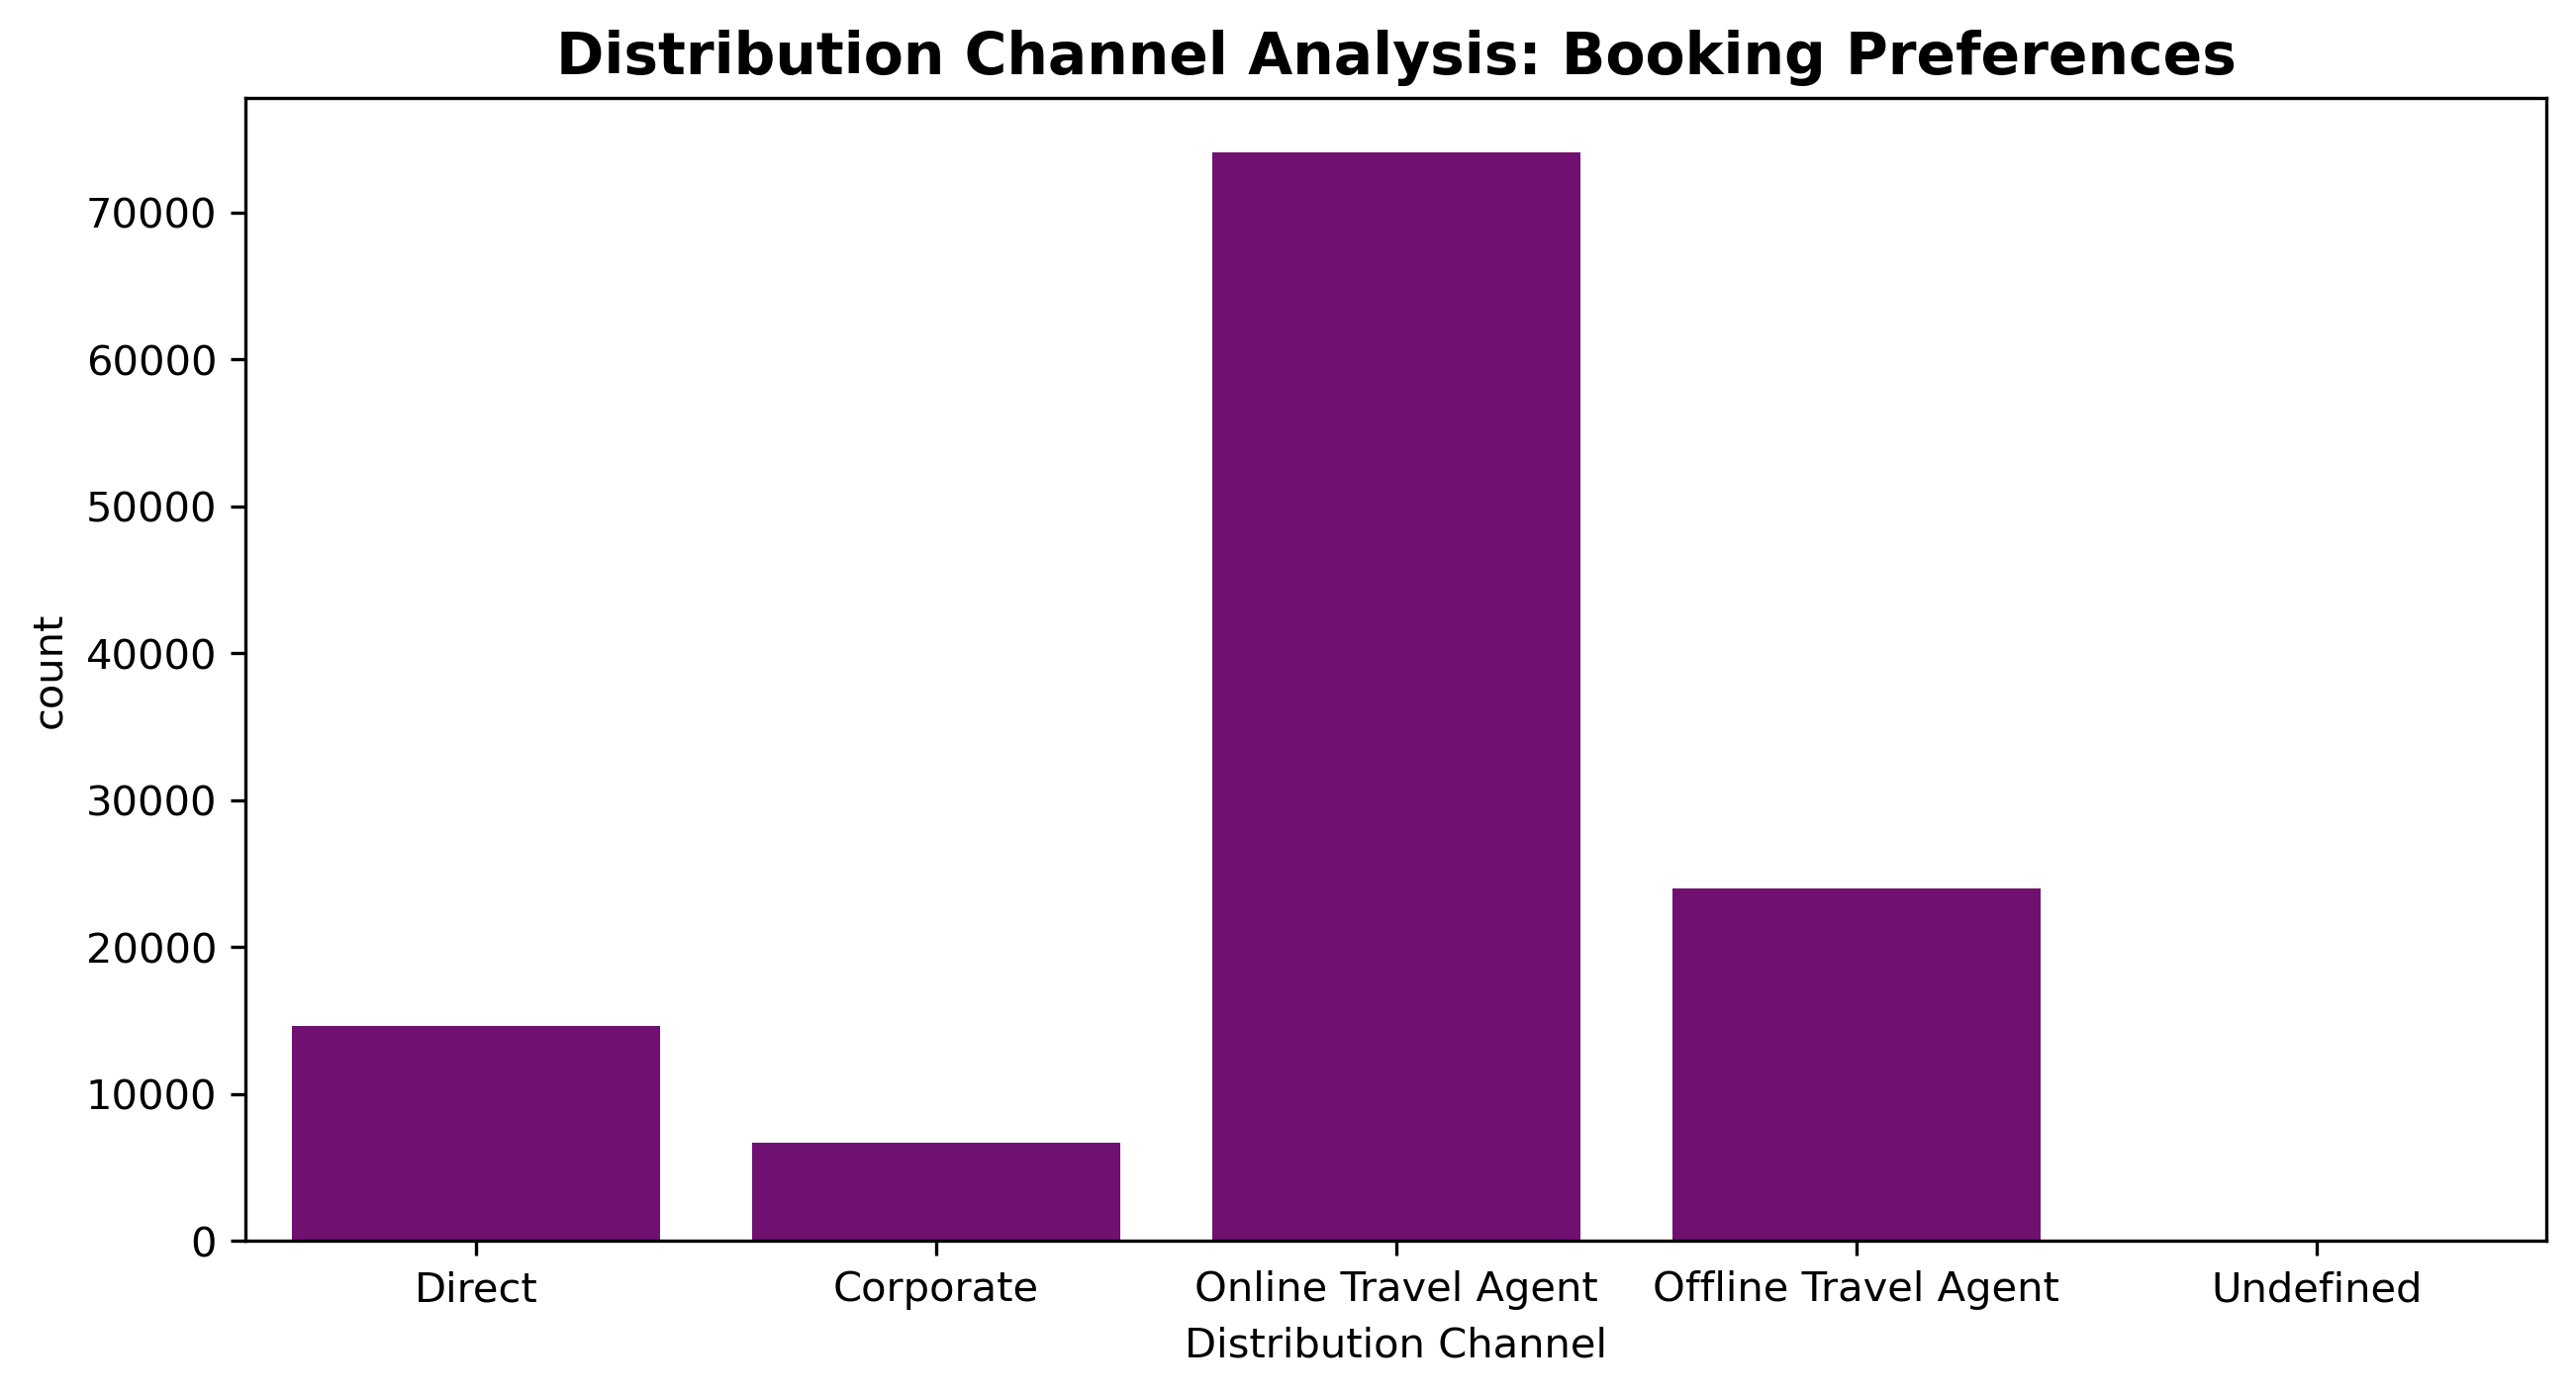 Distribution Channel Analysis: Booking Preferences
70000
60000
50000
40000
30000
20000
10000
0
count
Direct
Corporate
Online Travel Agent
Offline Travel Agent
Undefined
Distribution Channel